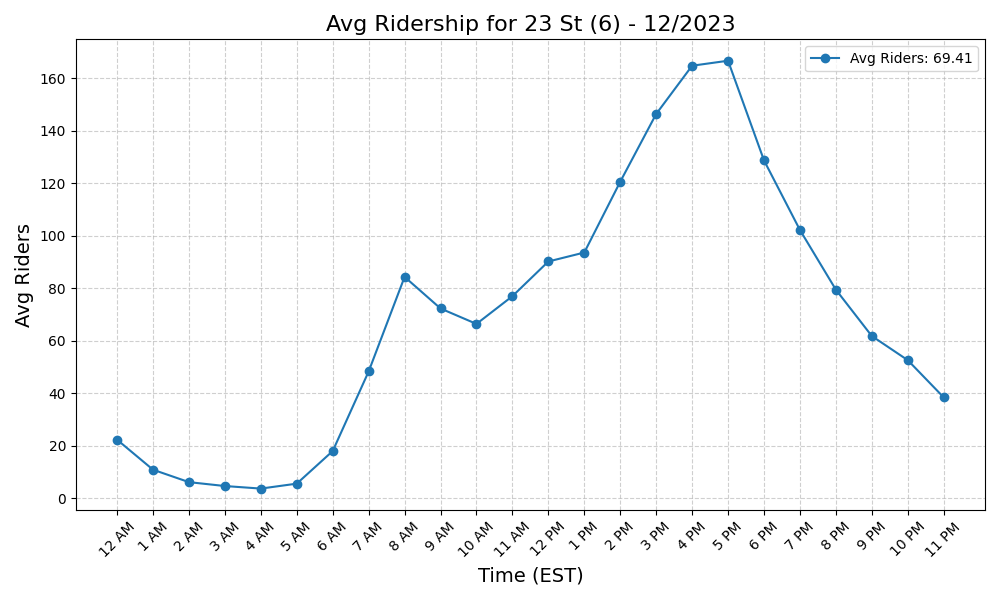 Avg Ridership for 23 St (6) - 12/2023
Avg Riders: 69.41
Avg Riders
160
140
120
100
80
60
40
20
0
12 AM
1 AM
2 AM
3 AM
4 AM
5 AM
6 AM
7 AM
8 AM
9 AM
10 AM
11 AM
12 PM
1 PM
2 PM
3 PM
4 PM
5 PM
6 PM
7 PM
8 PM
9 PM
10 PM
11 PM
Time (EST)